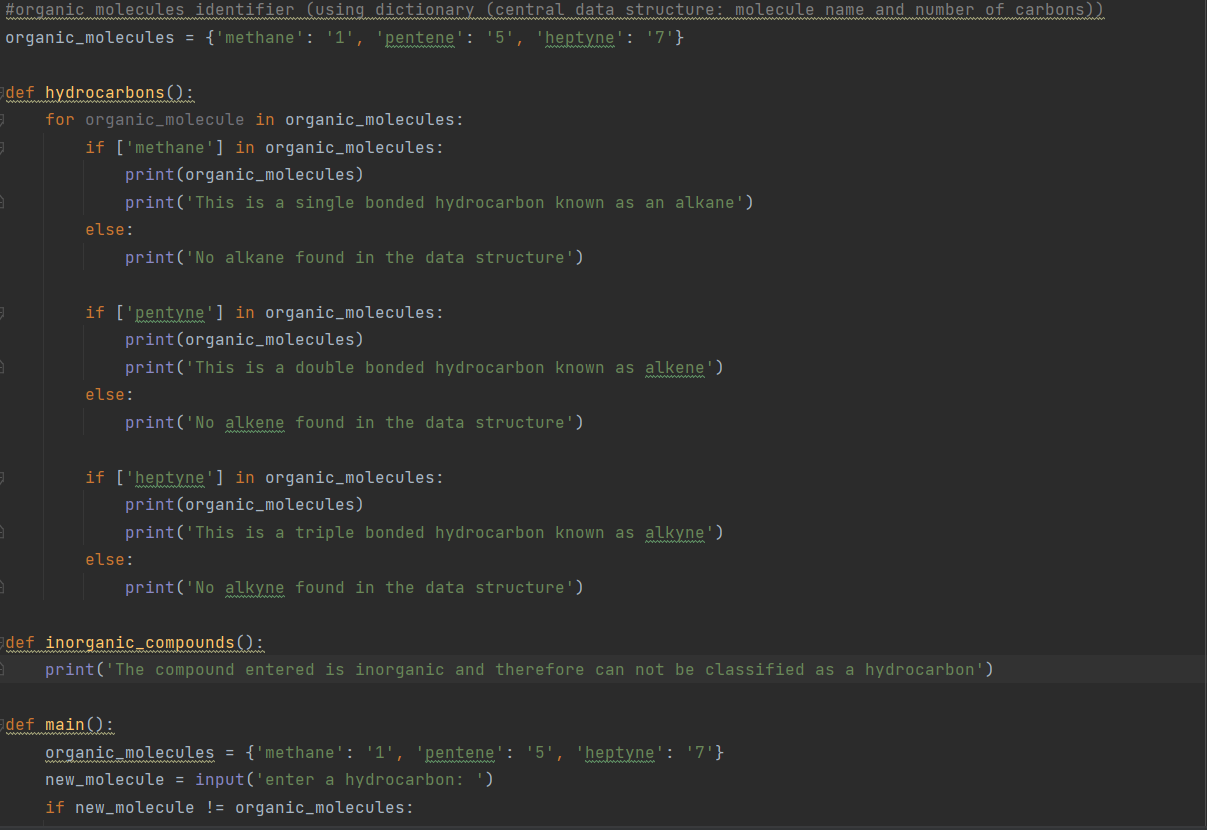 #organic molecules identifier (using dictionary (central data structure: molecule name and number of carbons))
organic_molecules = {'methane': '1', 'pentene': '5', 'heptyne': '7'}

def hydrocarbons():
    for organic_molecule in organic_molecules:
        if ['methane'] in organic_molecules:
            print(organic_molecules)
            print('This is a single bonded hydrocarbon known as an alkane')
        else:
            print('No alkane found in the data structure')

        if ['pentyne'] in organic_molecules:
            print(organic_molecules)
            print('This is a double bonded hydrocarbon known as alkene')
        else:
            print('No alkene found in the data structure')

        if ['heptyne'] in organic_molecules:
            print(organic_molecules)
            print('This is a triple bonded hydrocarbon known as alkyne')
        else:
            print('No alkyne found in the data structure')

def inorganic_compounds():
    print('The compound entered is inorganic and therefore can not be classified as a hydrocarbon')

def main():
    organic_molecules = {'methane': '1', 'pentene': '5', 'heptyne': '7'}
    new_molecule = input('enter a hydrocarbon: ')
    if new_molecule != organic_molecules: